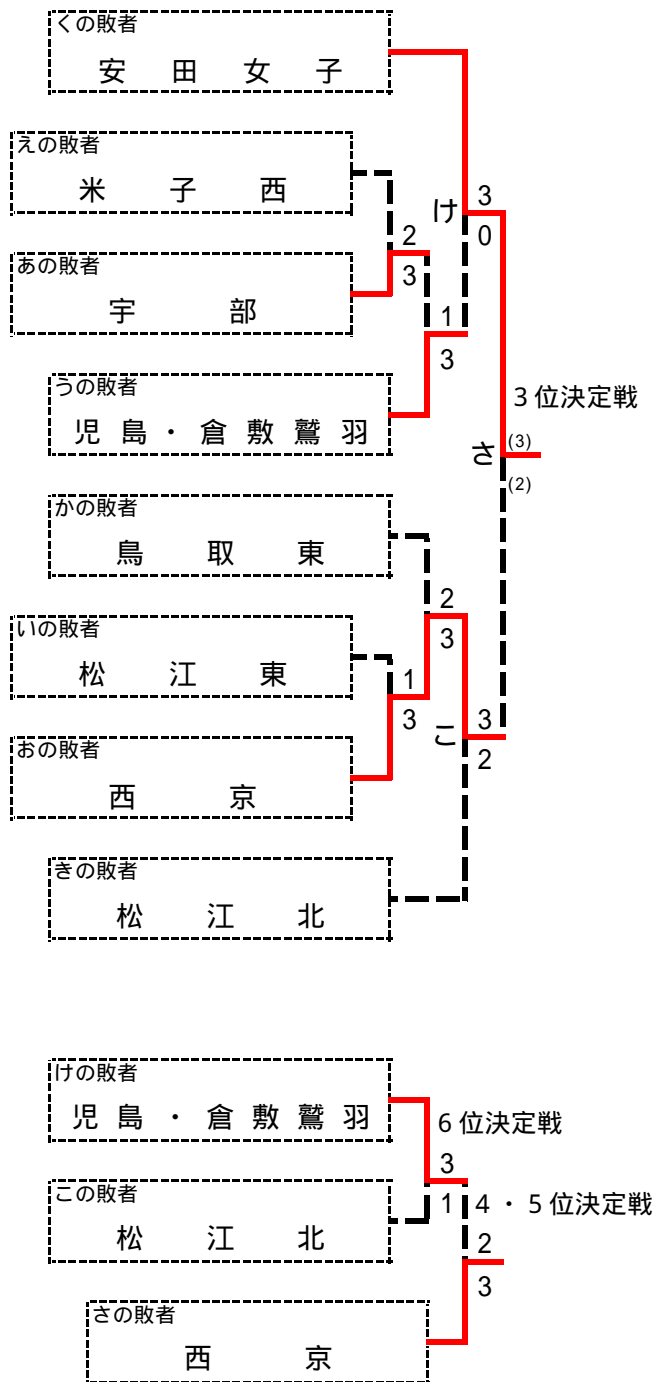 くの敗者
安田女子
えの敗者
米子西
け
3
0
2
3
あの敗者
宇部
1
3
うの敗者
児島・倉敷鷲羽
3位決定戦
さ
(3)
(2)
かの敗者
鳥取東
2
3
いの敗者
松江東
1
3
こ
3
2
おの敗者
西京
きの敗者
松江北
けの敗者
児島・倉敷鷲羽
6位決定戦
3
1
この敗者
松江北
4・5位決定戦
2
3
さの敗者
西京